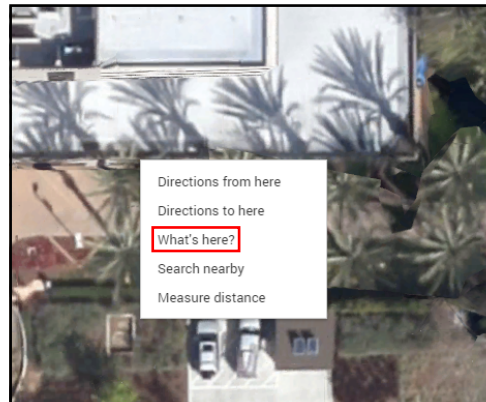 Directions from here
Directions to here
What's here?
Search nearby
Measure distance